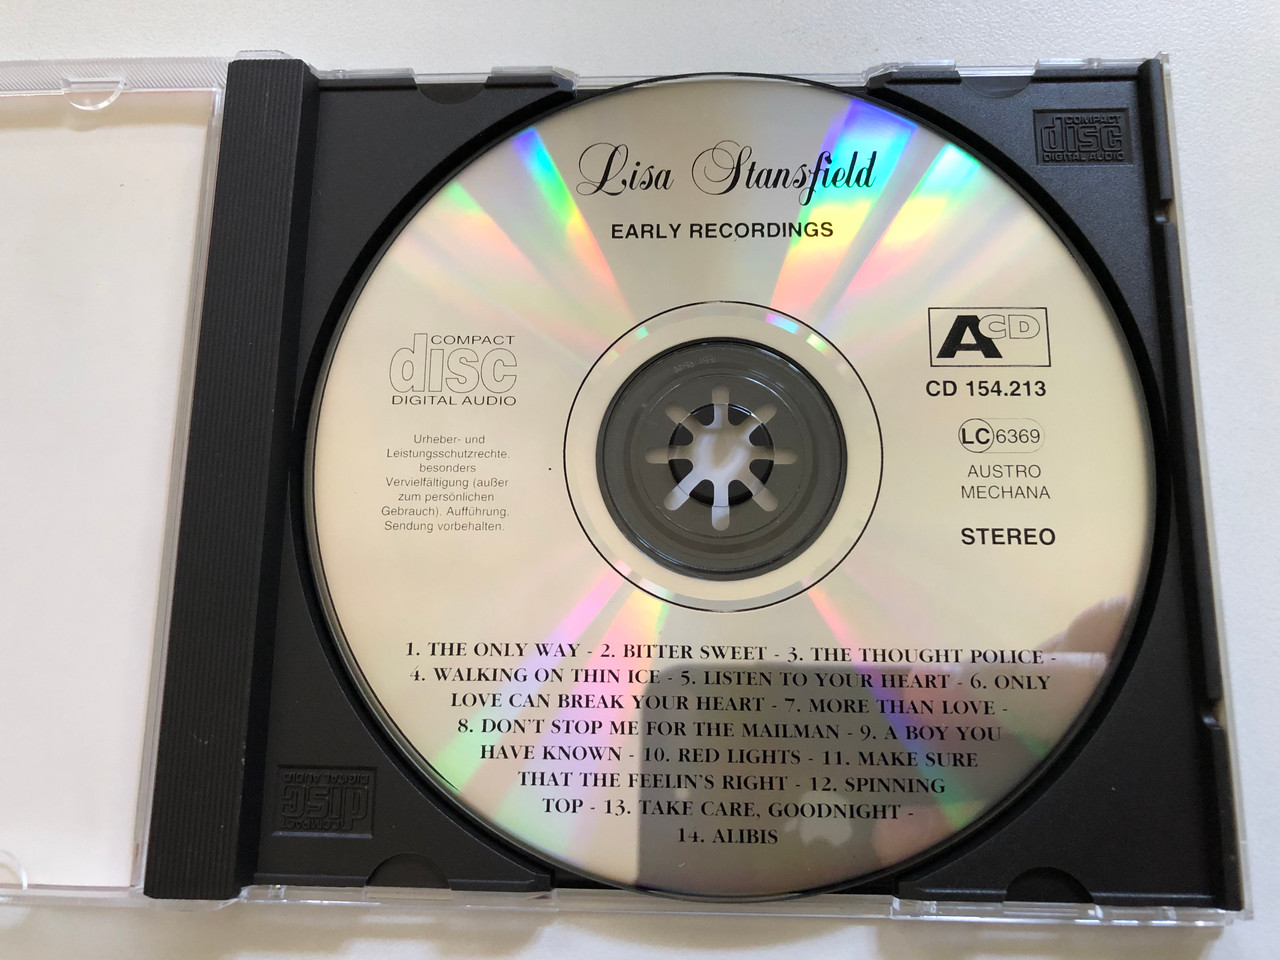 Lisa Stansfield
EARLY RECORDINGS
COMPACT
disc
DIGITAL AUDIO
Urheber- und
Leistungsschutzrechte.
besonders
Vervielfältigung (außer
zum persönlichen
Gebrauch). Aufführung.
Sendung vorbehalten.
ACD
CD 154.213
LC 6369
AUSTRO
MECHANA
STEREO
1. THE ONLY WAY - 2. BITTER SWEET - 3. THE THOUGHT POLICE -
4. WALKING ON THIN ICE - 5. LISTEN TO YOUR HEART - 6. ONLY
LOVE CAN BREAK YOUR HEART - 7. MORE THAN LOVE -
8. DON'T STOP ME FOR THE MAILMAN - 9. A BOY YOU
HAVE KNOWN - 10. RED LIGHTS - 11. MAKE SURE
THAT THE FEELIN'S RIGHT - 12. SPINNING
TOP - 13. TAKE CARE, GOODNIGHT -
14. ALIBIS
COMPACT
disc
DIGITAL AUDIO
COMPACT
disc
DIGITAL AUDIO